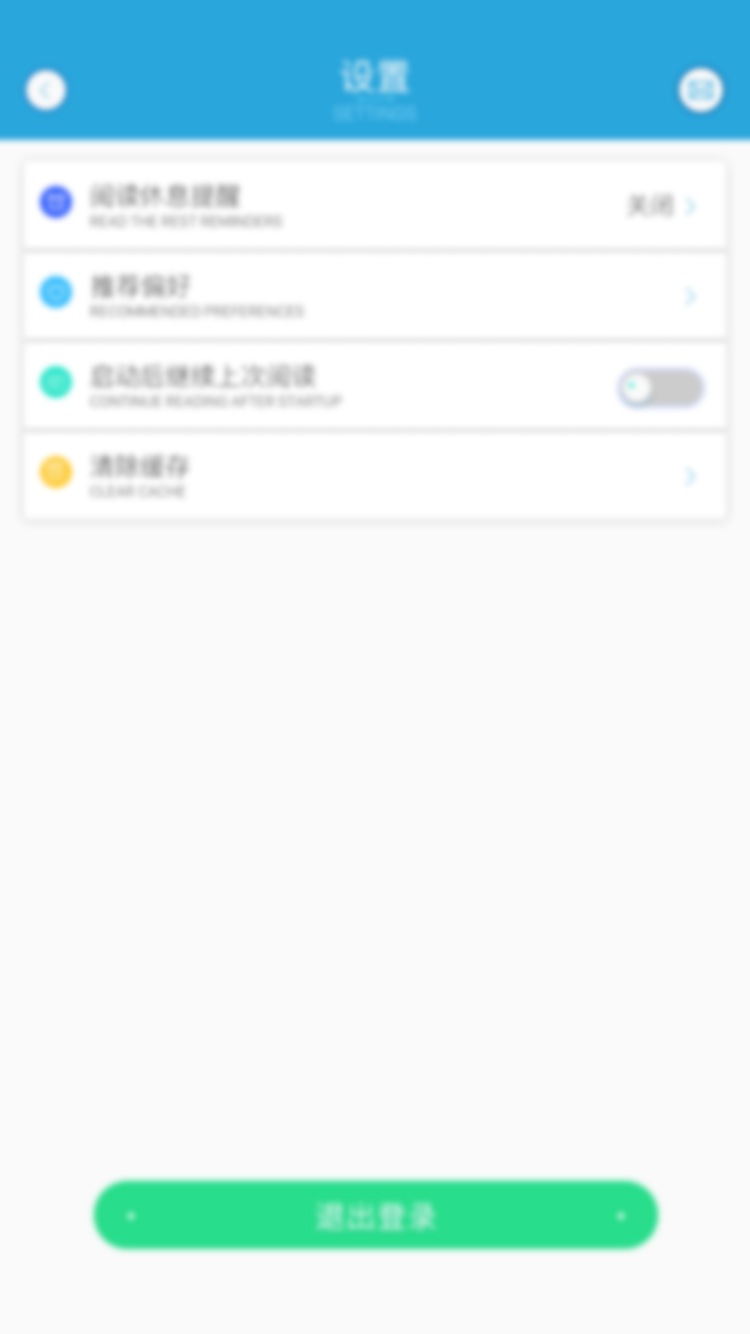 设置
SETTINGS
阅读休息提醒
READ THE REST REMINDERS
关闭
推荐偏好
RECOMMENDED PREFERENCES
启动后继续上次阅读
CONTINUE READING AFTER STARTUP
清除缓存
CLEAR CACHE
退出登录